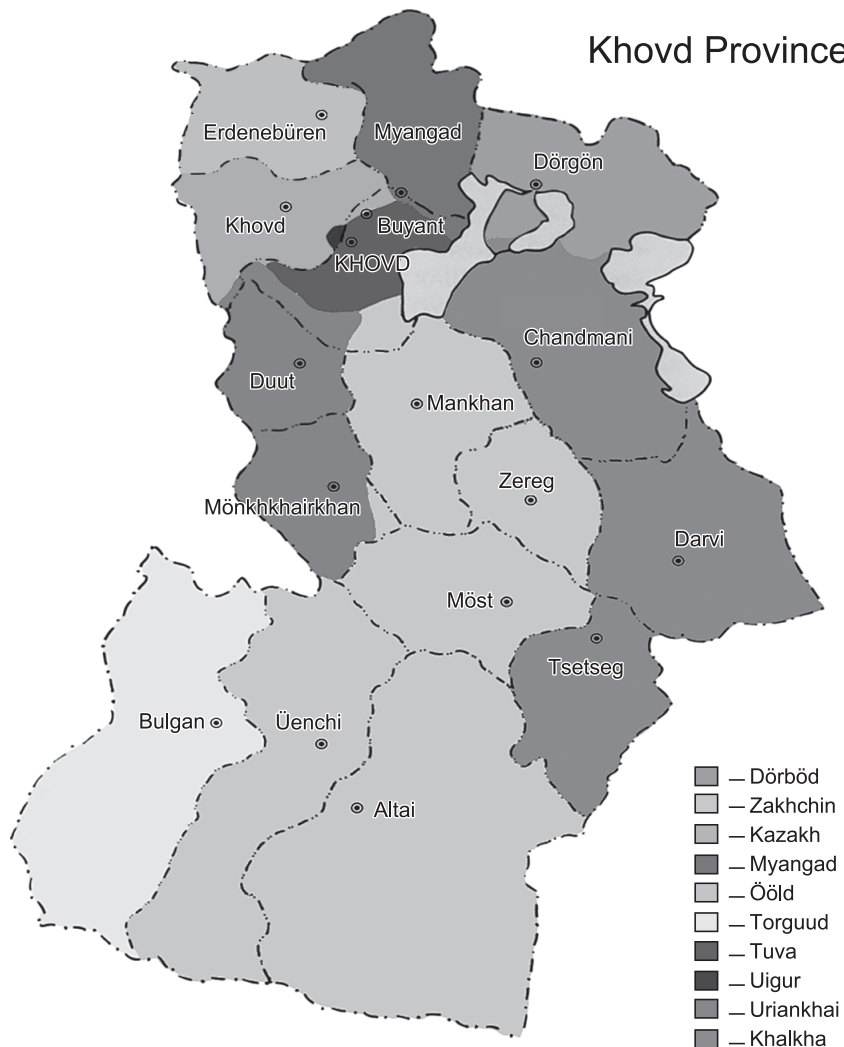 Khovd Province
Erdenebüren
Myangad
Dörgön
Khovd
Buyant
KHOVD
Chandmani
Duut
Mankhan
Zereg
Mönkhkhairkhan
Darvi
Möst
Tsetseg
Bulgan
Üenchi
Altai
– Dörböd
– Zakhchin
– Kazakh
– Myangad
– Ööld
– Torguud
– Tuva
– Uigur
– Uriankhai
– Khalkha